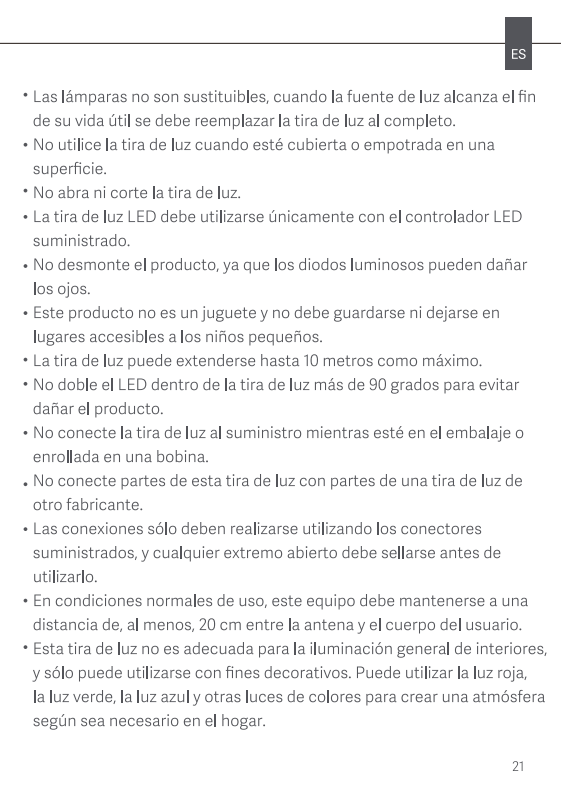 ES
• Las lámparas no son sustituibles, cuando la fuente de luz alcanza el fin
de su vida útil se debe reemplazar la tira de luz al completo.
• No utilice la tira de luz cuando esté cubierta o empotrada en una
superficie.
• No abra ni corte la tira de luz.
• La tira de luz LED debe utilizarse únicamente con el controlador LED
suministrado.
• No desmonte el producto, ya que los diodos luminosos pueden dañar
los ojos.
• Este producto no es un juguete y no debe guardarse ni dejarse en
lugares accesibles a los niños pequeños.
• La tira de luz puede extenderse hasta 10 metros como máximo.
• No doble el LED dentro de la tira de luz más de 90 grados para evitar
dañar el producto.
• No conecte la tira de luz al suministro mientras esté en el embalaje o
enrollada en una bobina.
• No conecte partes de esta tira de luz con partes de una tira de luz de
otro fabricante.
• Las conexiones sólo deben realizarse utilizando los conectores
suministrados, y cualquier extremo abierto debe sellarse antes de
utilizarlo.
• En condiciones normales de uso, este equipo debe mantenerse a una
distancia de, al menos, 20 cm entre la antena y el cuerpo del usuario.
• Esta tira de luz no es adecuada para la iluminación general de interiores,
y sólo puede utilizarse con fines decorativos. Puede utilizar la luz roja,
la luz verde, la luz azul y otras luces de colores para crear una atmósfera
según sea necesario en el hogar.
21